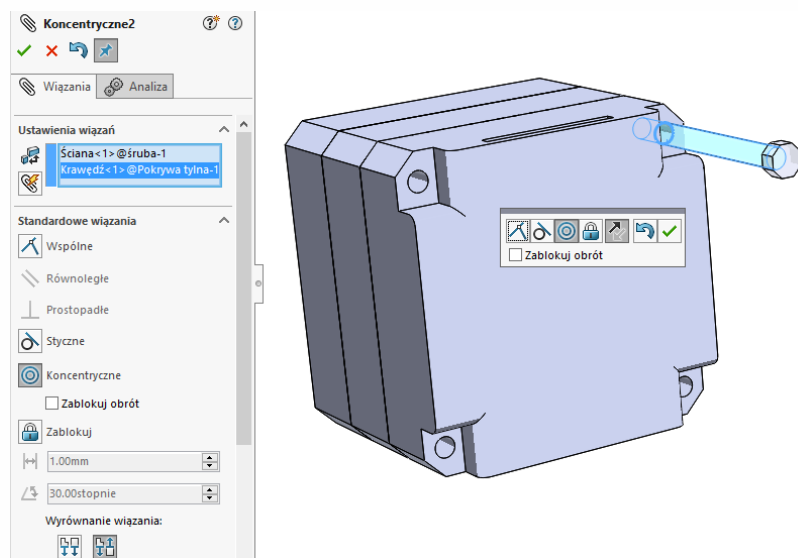 Koncentryczne2
Wiązania
Analiza
Ustawienia wiązań
Ściana<1>@śruba-1
Krawędź<1>@Pokrywa tylna-1
Standardowe wiązania
Wspólne
Równoległe
Prostopadłe
Styczne
Koncentryczne
Zablokuj obrót
Zablokuj
1.00mm
30.00stopnie
Wyrównanie wiązania:
Zablokuj obrót